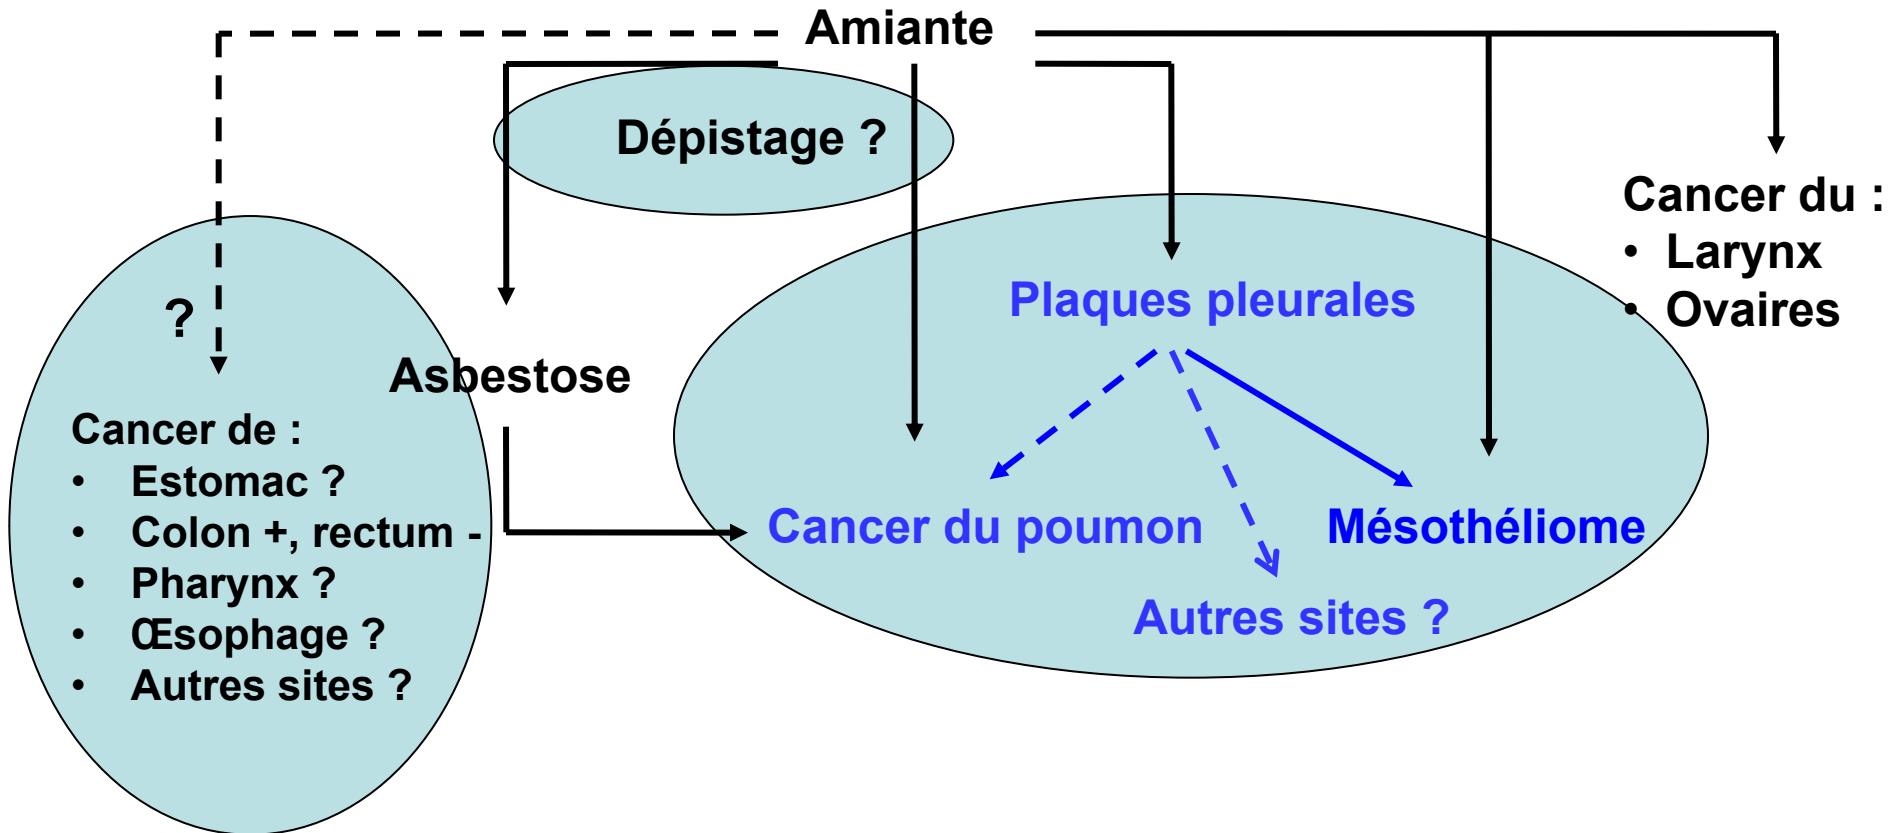 Amiante
Dépistage ?
Cancer du :
• Larynx
• Ovaires
Plaques pleurales
?
Asbestose
Cancer de :
• Estomac ?
• Colon +, rectum -
• Pharynx ?
• Œsophage ?
• Autres sites ?
Cancer du poumon
Mésothéliome
Autres sites ?